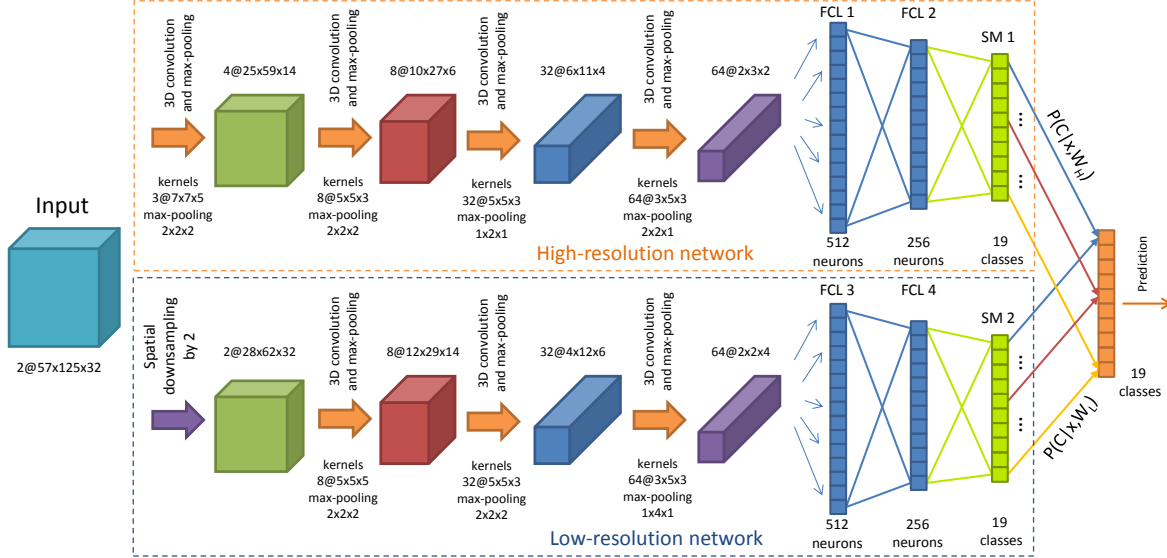 Input
2@57x125x32
3D convolution
and max-pooling
kernels
3@7x7x5
max-pooling
2x2x2
4@25x59x14
3D convolution
and max-pooling
kernels
8@5x5x3
max-pooling
2x2x2
8@10x27x6
3D convolution
and max-pooling
kernels
32@5x5x3
max-pooling
1x2x1
32@6x11x4
3D convolution
and max-pooling
kernels
64@3x5x3
max-pooling
2x2x1
64@2x3x2
FCL 1
512
neurons
FCL 2
256
neurons
SM 1
...
...
19
classes
High-resolution network
P(C|x,W_H)
Spatial
downsampling
by 2
2@28x62x32
3D convolution
and max-pooling
kernels
8@5x5x5
max-pooling
2x2x2
8@12x29x14
3D convolution
and max-pooling
kernels
32@5x5x3
max-pooling
2x2x2
32@4x12x6
3D convolution
and max-pooling
kernels
64@3x5x3
max-pooling
1x4x1
64@2x2x4
FCL 3
512
neurons
FCL 4
256
neurons
SM 2
...
...
19
classes
Low-resolution network
P(C|x,W_L)
19
classes
Prediction